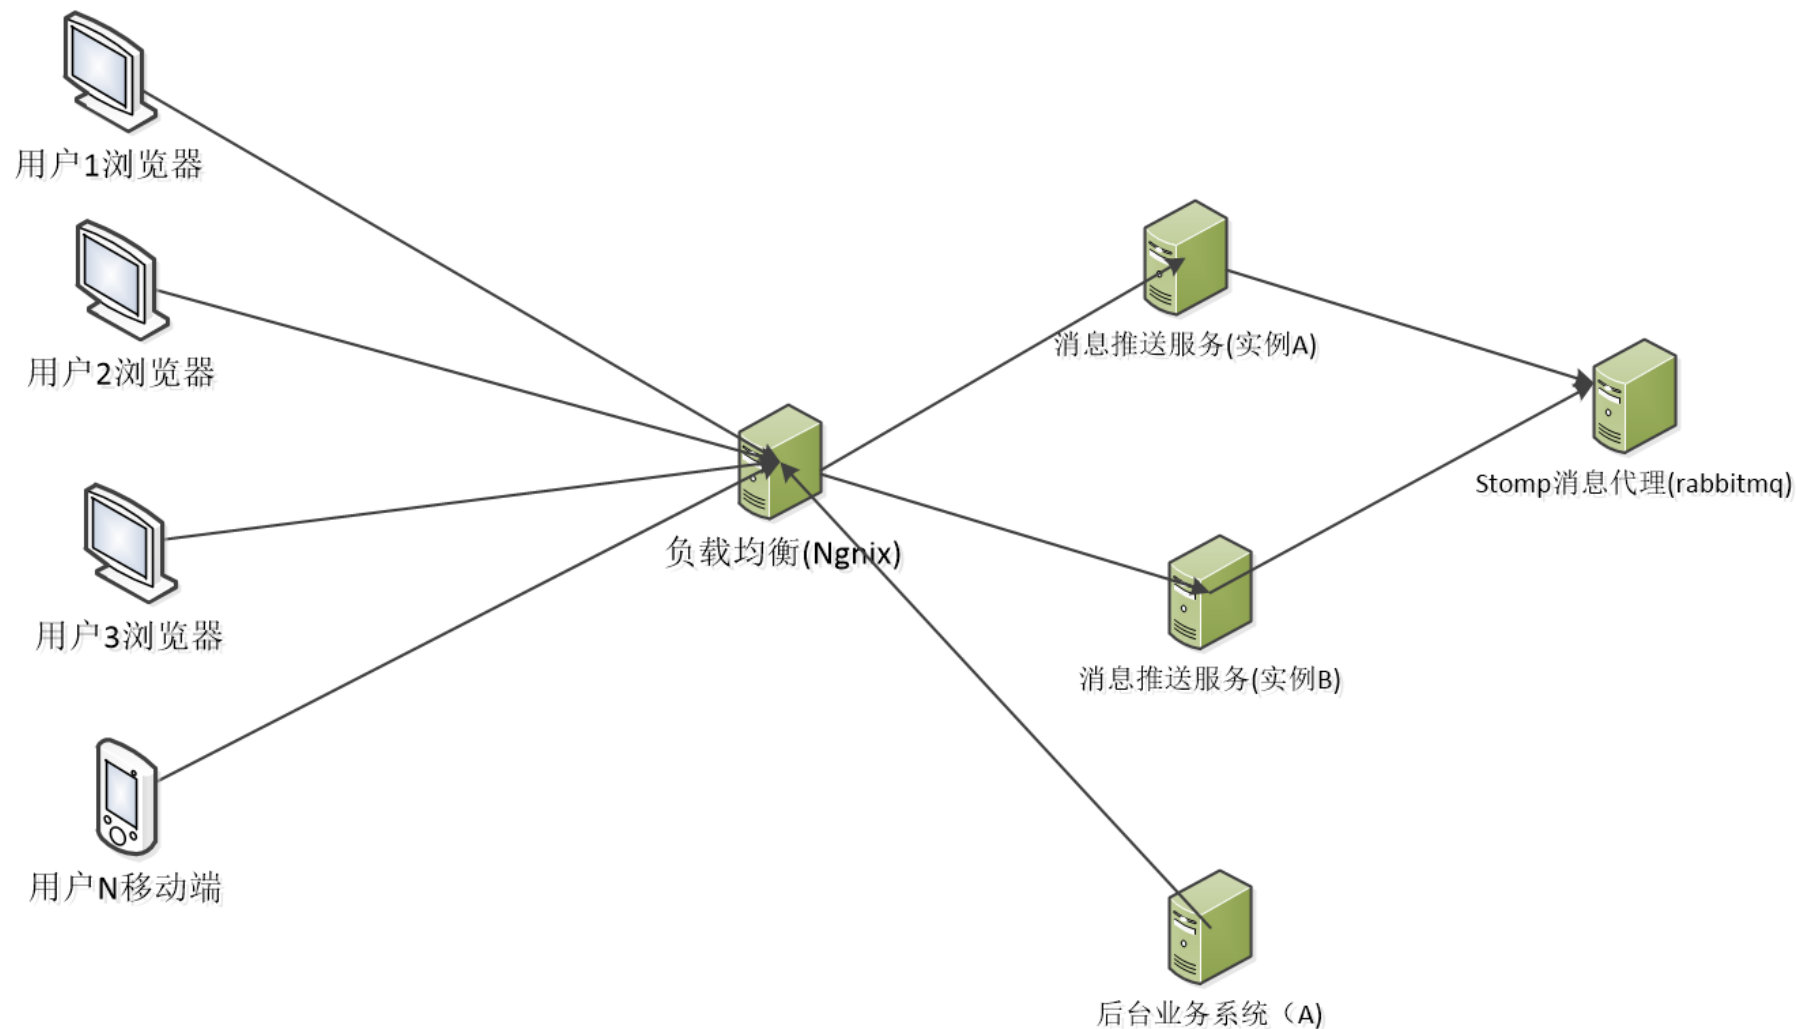 用户1浏览器
用户2浏览器
用户3浏览器
用户N移动端
负载均衡(Ngnix)
消息推送服务(实例A)
消息推送服务(实例B)
Stomp消息代理(rabbitmq)
后台业务系统（A)